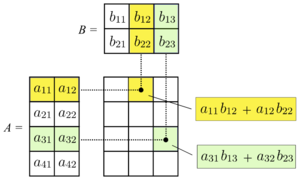 b₁₁ b₁₂ b₁₃
B =
b₂₁ b₂₂ b₂₃
a₁₁ a₁₂
a₁₁b₁₂ + a₁₂b₂₂
a₂₁ a₂₂
A =
a₃₁ a₃₂
a₃₁b₁₃ + a₃₂b₂₃
a₄₁ a₄₂